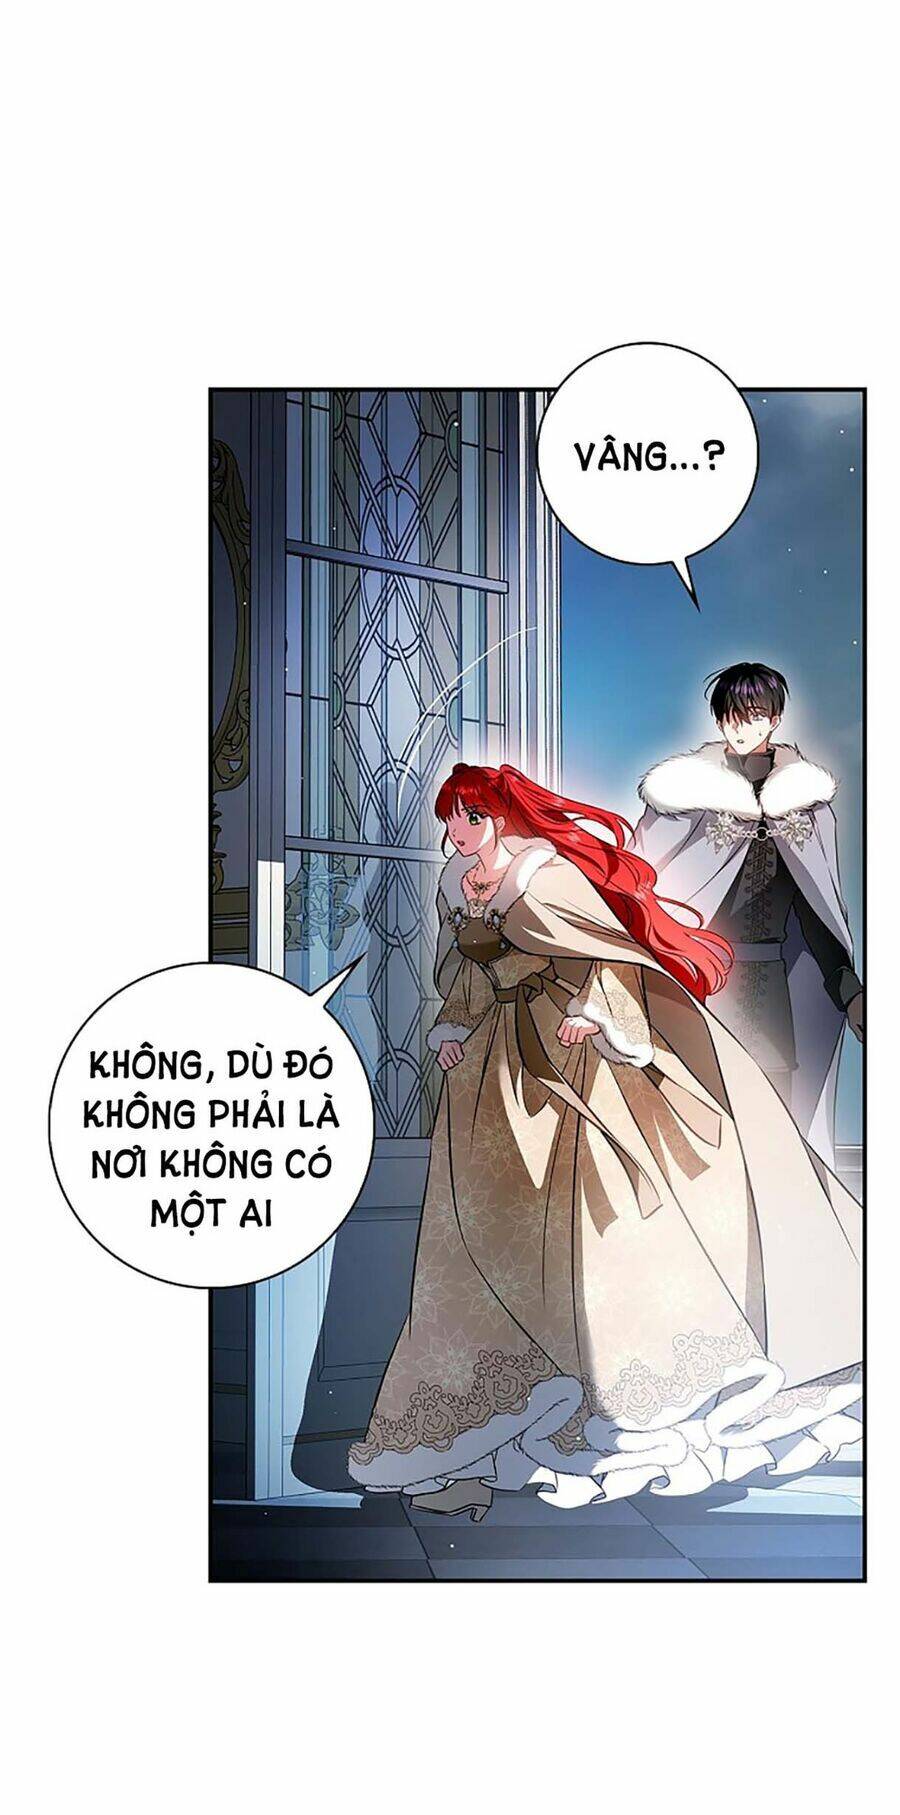 VÂNG...?
KHÔNG, DÙ ĐÓ
KHÔNG PHẢI LÀ
NƠI KHÔNG CÓ
MỘT AI